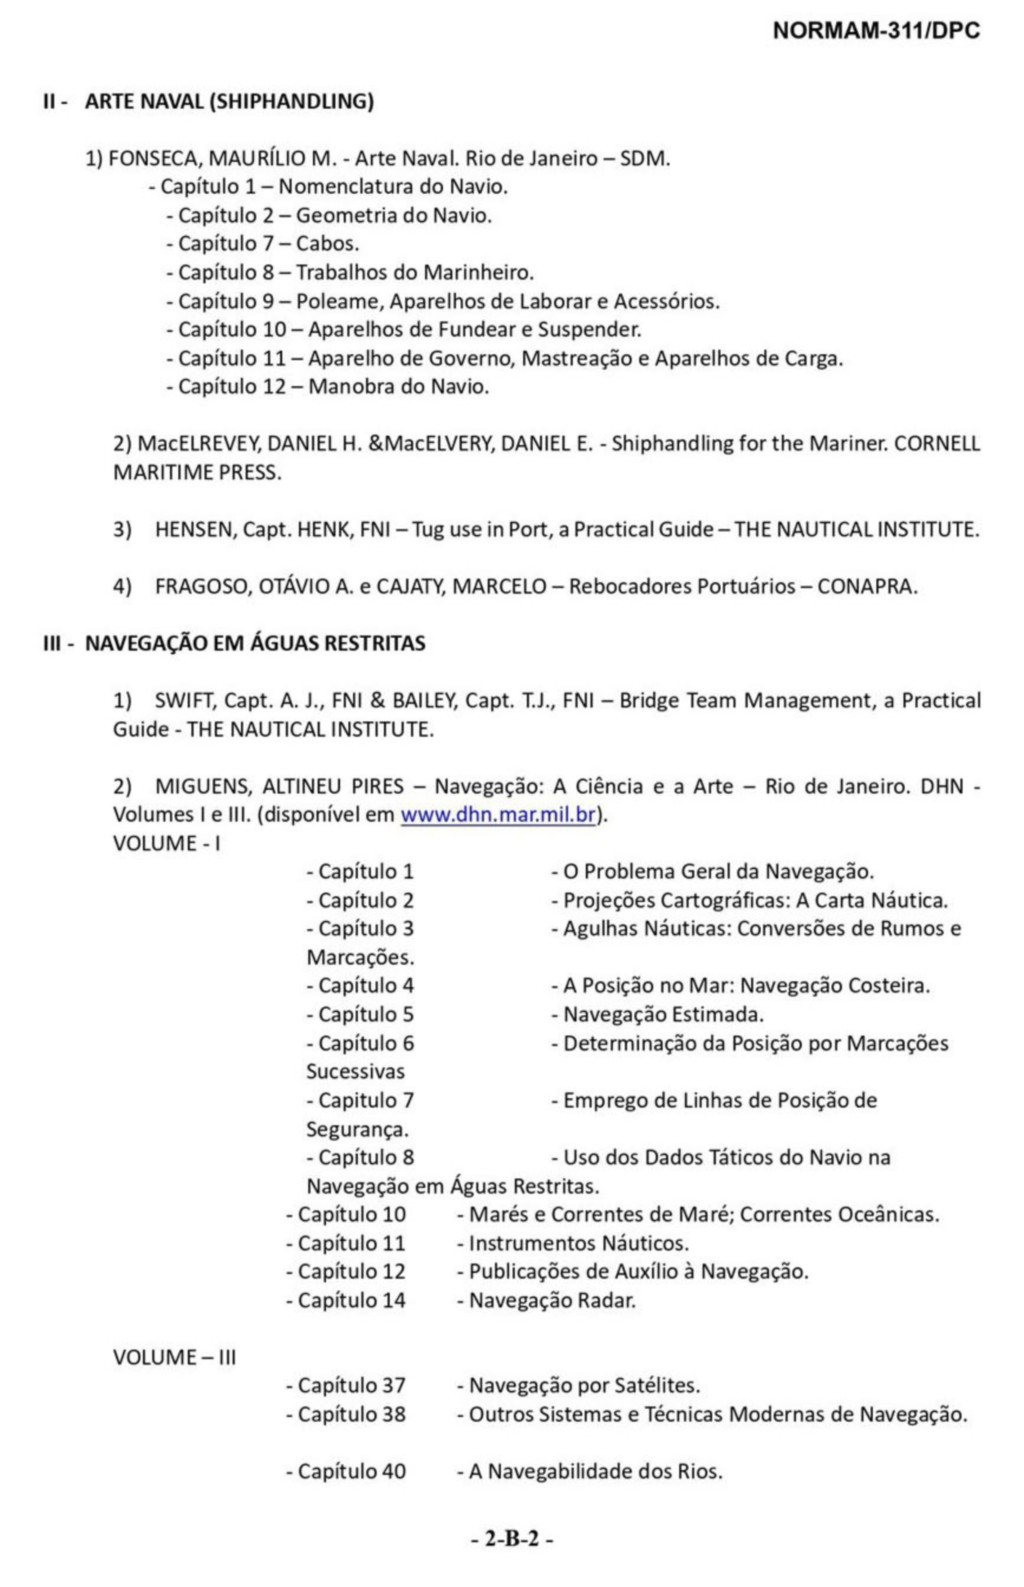 NORMAM-311/DPC
II - ARTE NAVAL (SHIPHANDLING)
1) FONSECA, MAURÍLIO M. - Arte Naval. Rio de Janeiro – SDM.
- Capítulo 1 – Nomenclatura do Navio.
- Capítulo 2 – Geometria do Navio.
- Capítulo 7 – Cabos.
- Capítulo 8 – Trabalhos do Marinheiro.
- Capítulo 9 – Poleame, Aparelhos de Laborar e Acessórios.
- Capítulo 10 – Aparelhos de Fundear e Suspender.
- Capítulo 11 – Aparelho de Governo, Mastreação e Aparelhos de Carga.
- Capítulo 12 – Manobra do Navio.
2) MacELREVEY, DANIEL H. &MacELVERY, DANIEL E. - Shiphandling for the Mariner. CORNELL
MARITIME PRESS.
3) HENSEN, Capt. HENK, FNI – Tug use in Port, a Practical Guide – THE NAUTICAL INSTITUTE.
4) FRAGOSO, OTÁVIO A. e CAJATY, MARCELO – Rebocadores Portuários – CONAPRA.
III - NAVEGAÇÃO EM ÁGUAS RESTRITAS
1) SWIFT, Capt. A. J., FNI & BAILEY, Capt. T.J., FNI – Bridge Team Management, a Practical
Guide - THE NAUTICAL INSTITUTE.
2) MIGUENS, ALTINEU PIRES – Navegação: A Ciência e a Arte – Rio de Janeiro. DHN -
Volumes I e III. (disponível em www.dhn.mar.mil.br).
VOLUME - I
- Capítulo 1 - O Problema Geral da Navegação.
- Capítulo 2 - Projeções Cartográficas: A Carta Náutica.
- Capítulo 3 - Agulhas Náuticas: Conversões de Rumos e
Marcações.
- Capítulo 4 - A Posição no Mar: Navegação Costeira.
- Capítulo 5 - Navegação Estimada.
- Capítulo 6 - Determinação da Posição por Marcações
Sucessivas
- Capitulo 7 - Emprego de Linhas de Posição de
Segurança.
- Capítulo 8 - Uso dos Dados Táticos do Navio na
Navegação em Águas Restritas.
- Capítulo 10 - Marés e Correntes de Maré; Correntes Oceânicas.
- Capítulo 11 - Instrumentos Náuticos.
- Capítulo 12 - Publicações de Auxílio à Navegação.
- Capítulo 14 - Navegação Radar.
VOLUME – III
- Capítulo 37 - Navegação por Satélites.
- Capítulo 38 - Outros Sistemas e Técnicas Modernas de Navegação.
- Capítulo 40 - A Navegabilidade dos Rios.
- 2-B-2 -